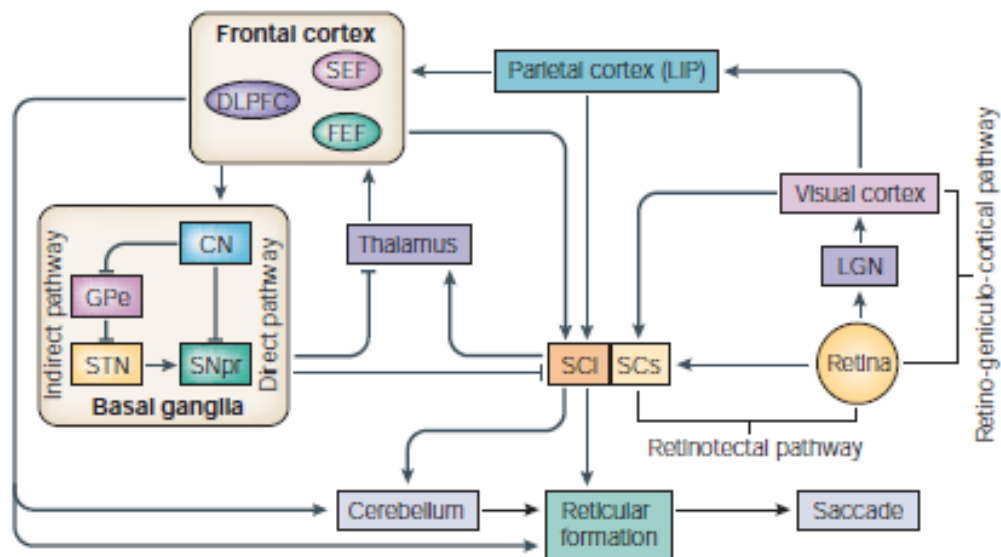 Frontal cortex
SEF
DLPFC
FEF
Parietal cortex (LIP)
Visual cortex
LGN
Retina
Retino-geniculo-cortical pathway
Thalamus
Indirect pathway
CN
GPe
STN
SNpr
Direct pathway
Basal ganglia
SCi
SCs
Retinotectal pathway
Cerebellum
Reticular
formation
Saccade